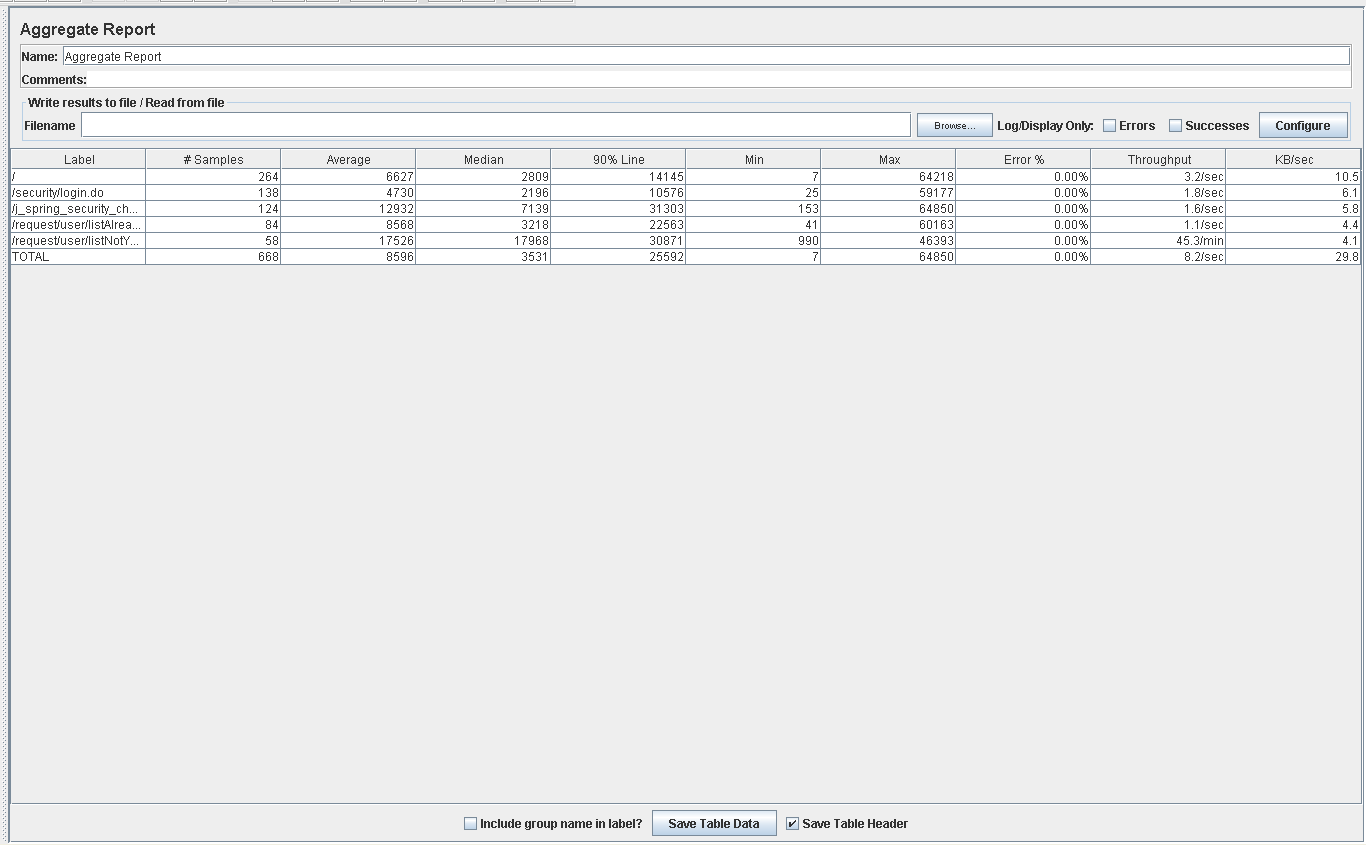 Aggregate Report
Name: Aggregate Report
Comments:
Write results to file / Read from file
Filename Browse... Log/Display Only: Errors Successes Configure
Label # Samples Average Median 90% Line Min Max Error % Throughput KB/sec
/ 264 6627 2809 14145 7 64218 0.00% 3.2/sec 10.5
/security/login.do 138 4730 2196 10576 25 59177 0.00% 1.8/sec 6.1
/j_spring_security_ch... 124 12932 7139 31303 153 64850 0.00% 1.6/sec 5.8
/request/user/listAlrea... 84 8568 3218 22563 41 60163 0.00% 1.1/sec 4.4
/request/user/listNotY... 58 17526 17968 30871 990 46393 0.00% 45.3/min 4.1
TOTAL 668 8596 3531 25592 7 64850 0.00% 8.2/sec 29.8
Include group name in label? Save Table Data Save Table Header